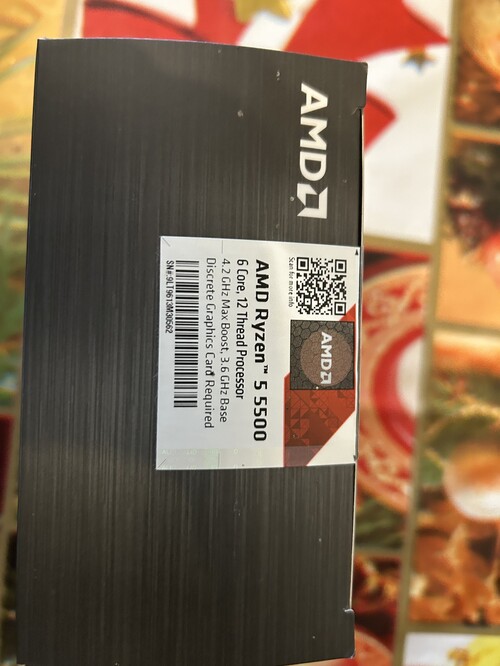 AMD
Scan for more info
AMD
AMD Ryzen™ 5 5500
6 Core, 12 Thread Processor
4.2 GHz Max Boost, 3.6 GHz Base
Discrete Graphics Card Required